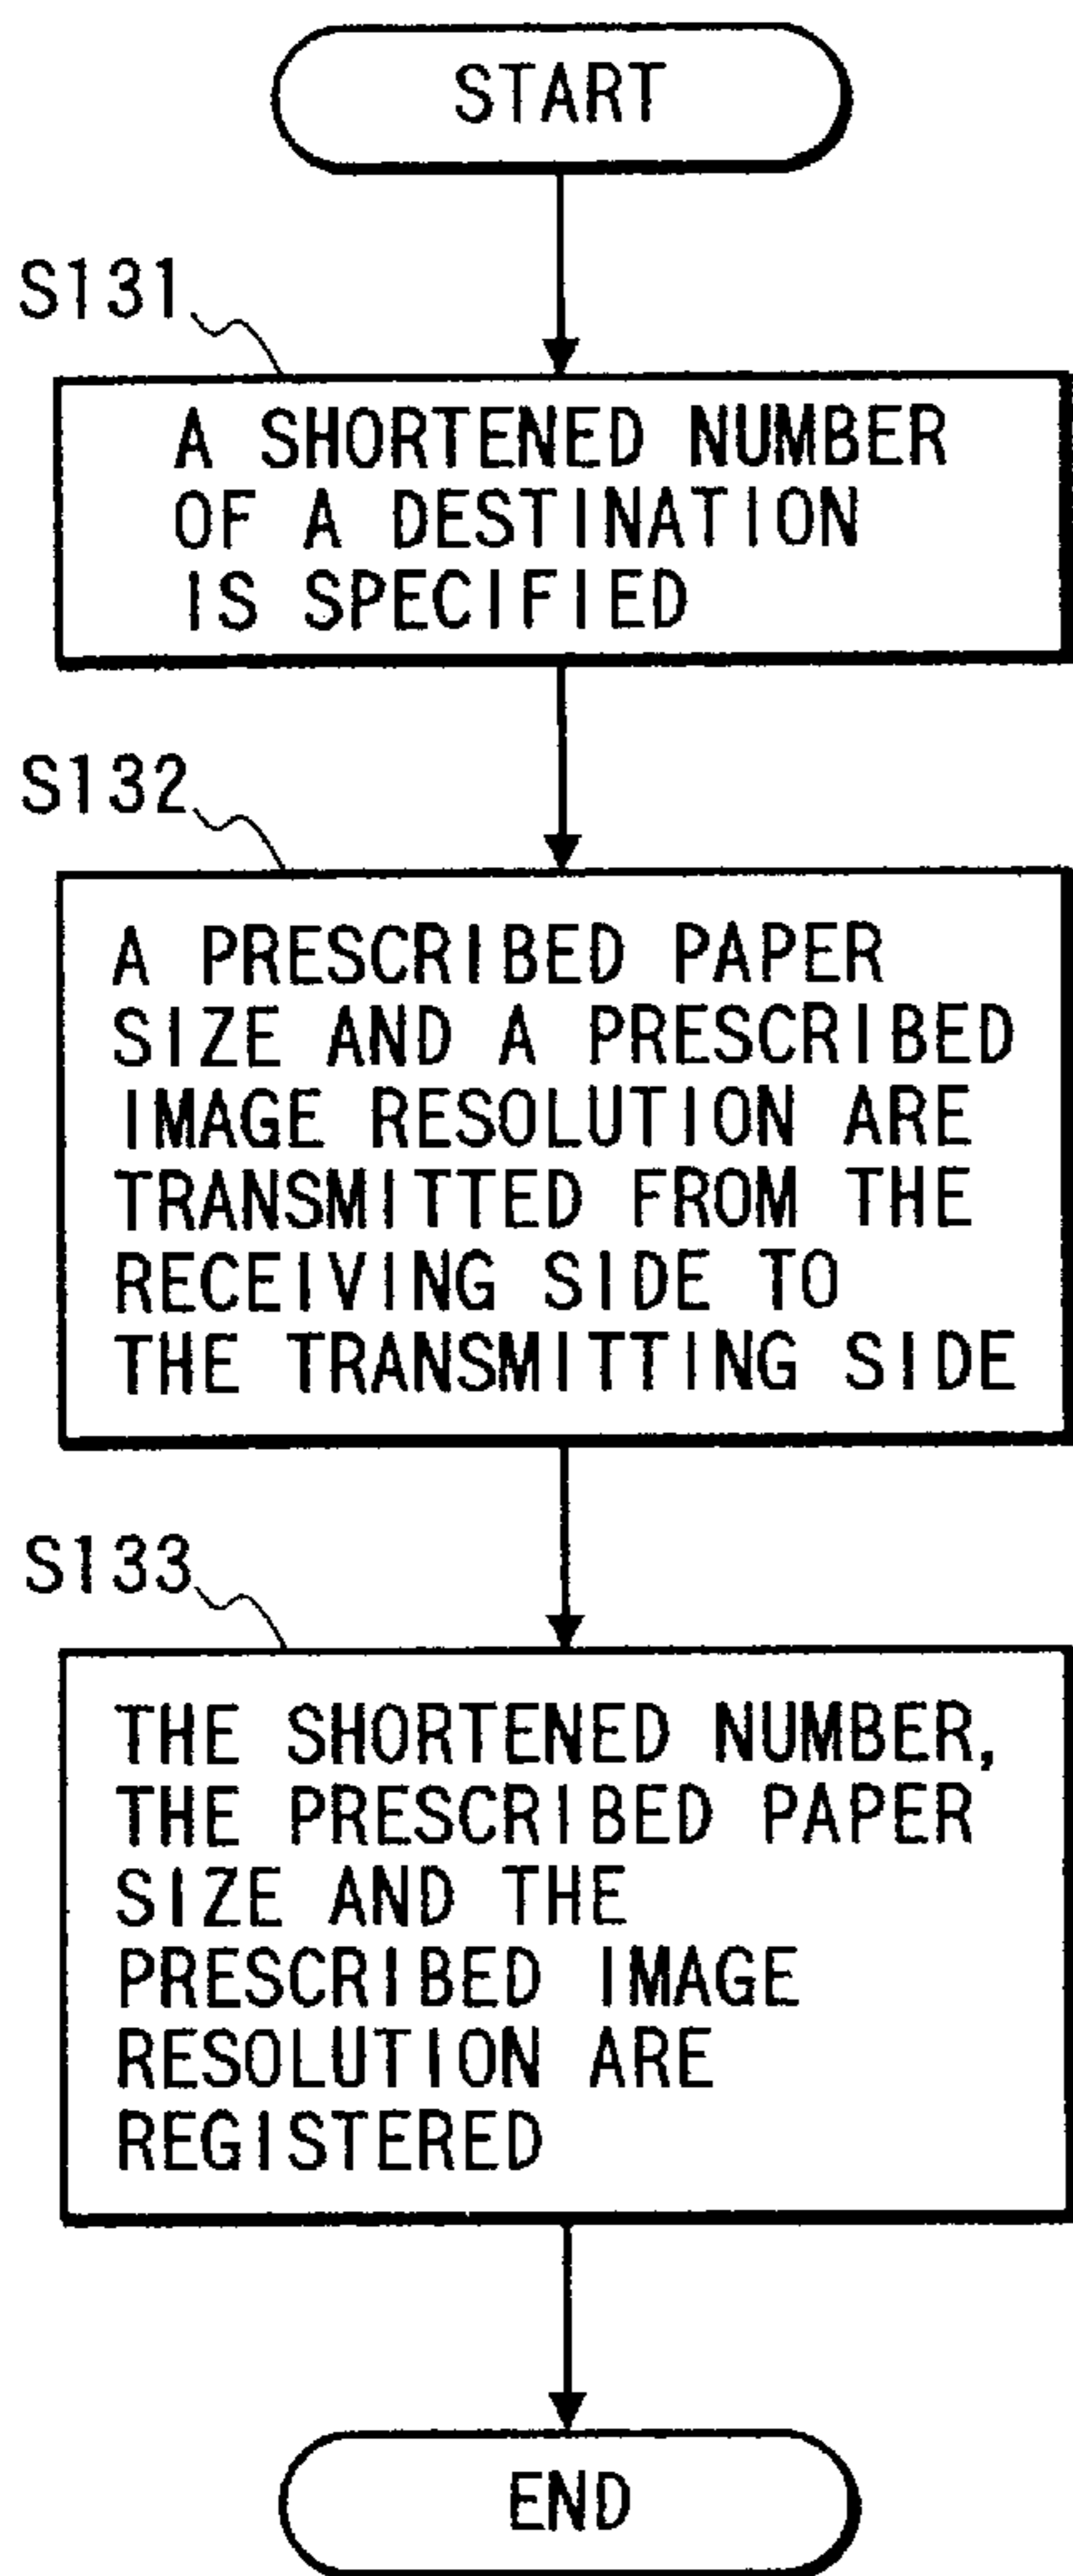 START
S131
A SHORTENED NUMBER
OF A DESTINATION
IS SPECIFIED
S132
A PRESCRIBED PAPER
SIZE AND A PRESCRIBED
IMAGE RESOLUTION ARE
TRANSMITTED FROM THE
RECEIVING SIDE TO
THE TRANSMITTING SIDE
S133
THE SHORTENED NUMBER,
THE PRESCRIBED PAPER
SIZE AND THE
PRESCRIBED IMAGE
RESOLUTION ARE
REGISTERED
END